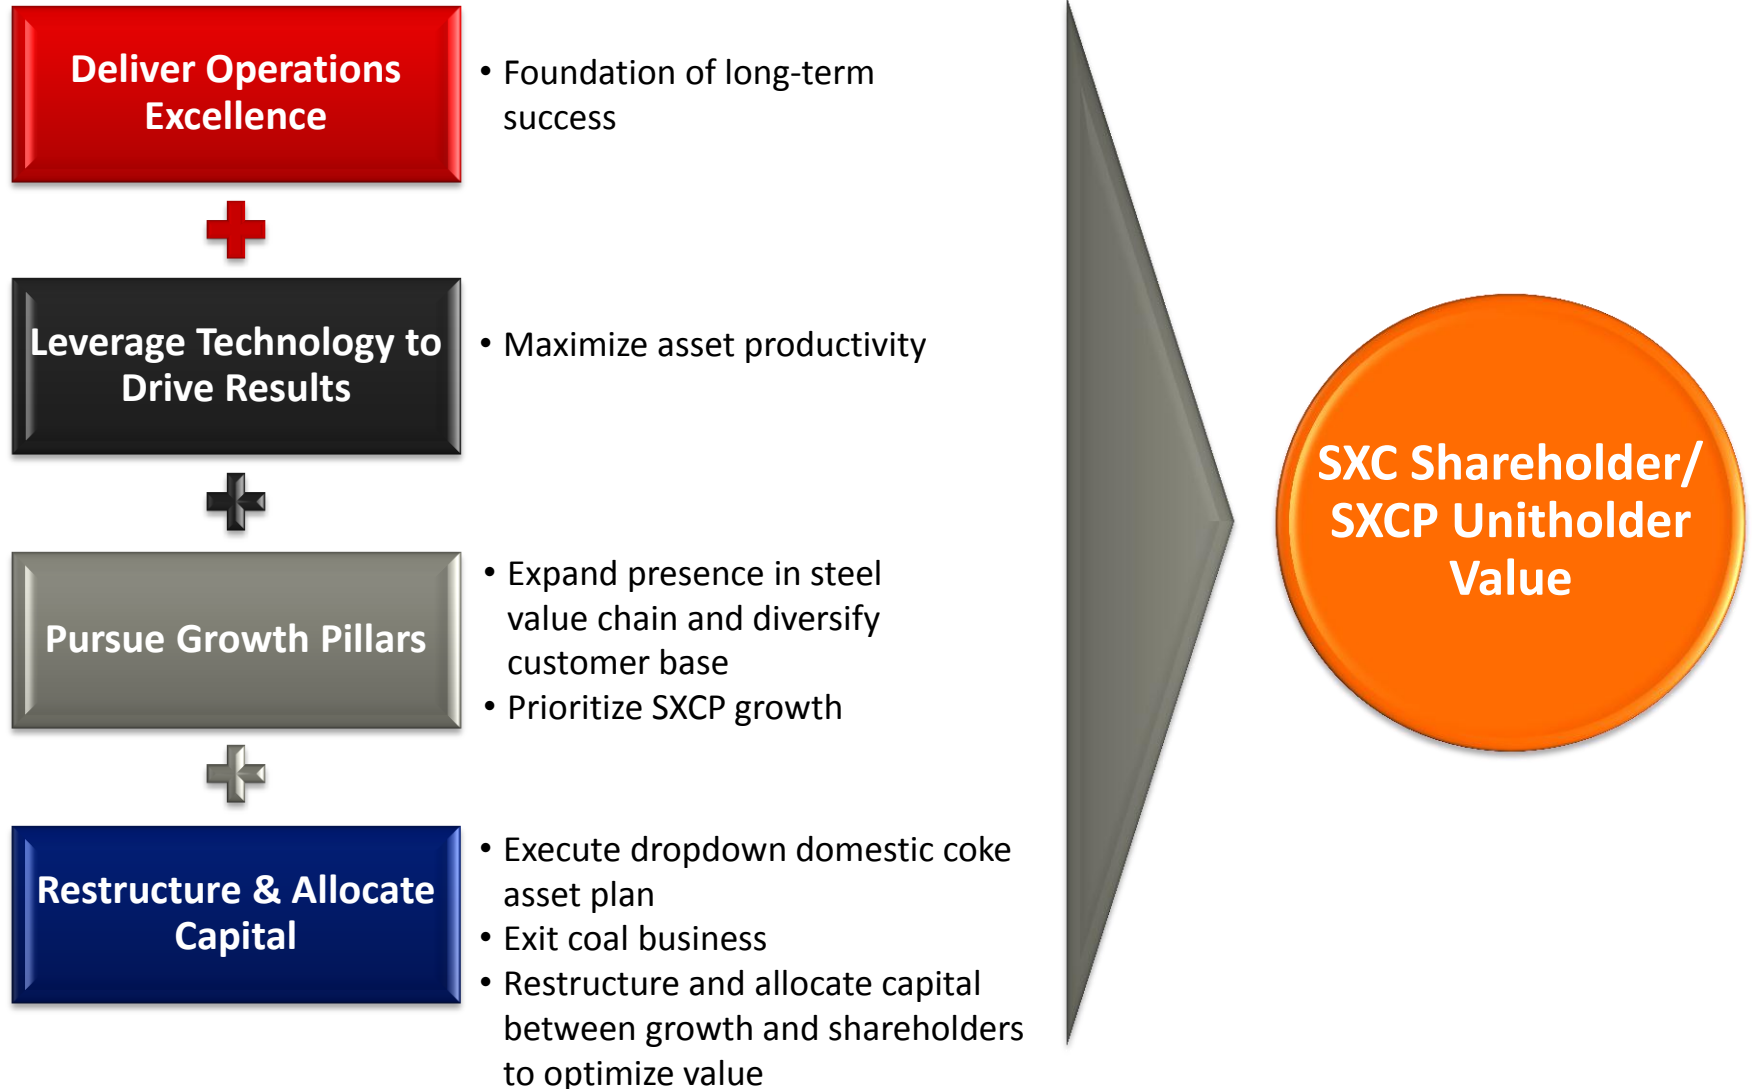 Deliver Operations
Excellence
• Foundation of long-term
success
Leverage Technology to
Drive Results
• Maximize asset productivity
Pursue Growth Pillars
• Expand presence in steel
value chain and diversify
customer base
• Prioritize SXCP growth
Restructure & Allocate
Capital
• Execute dropdown domestic coke
asset plan
• Exit coal business
• Restructure and allocate capital
between growth and shareholders
to optimize value
SXC Shareholder/
SXCP Unitholder
Value